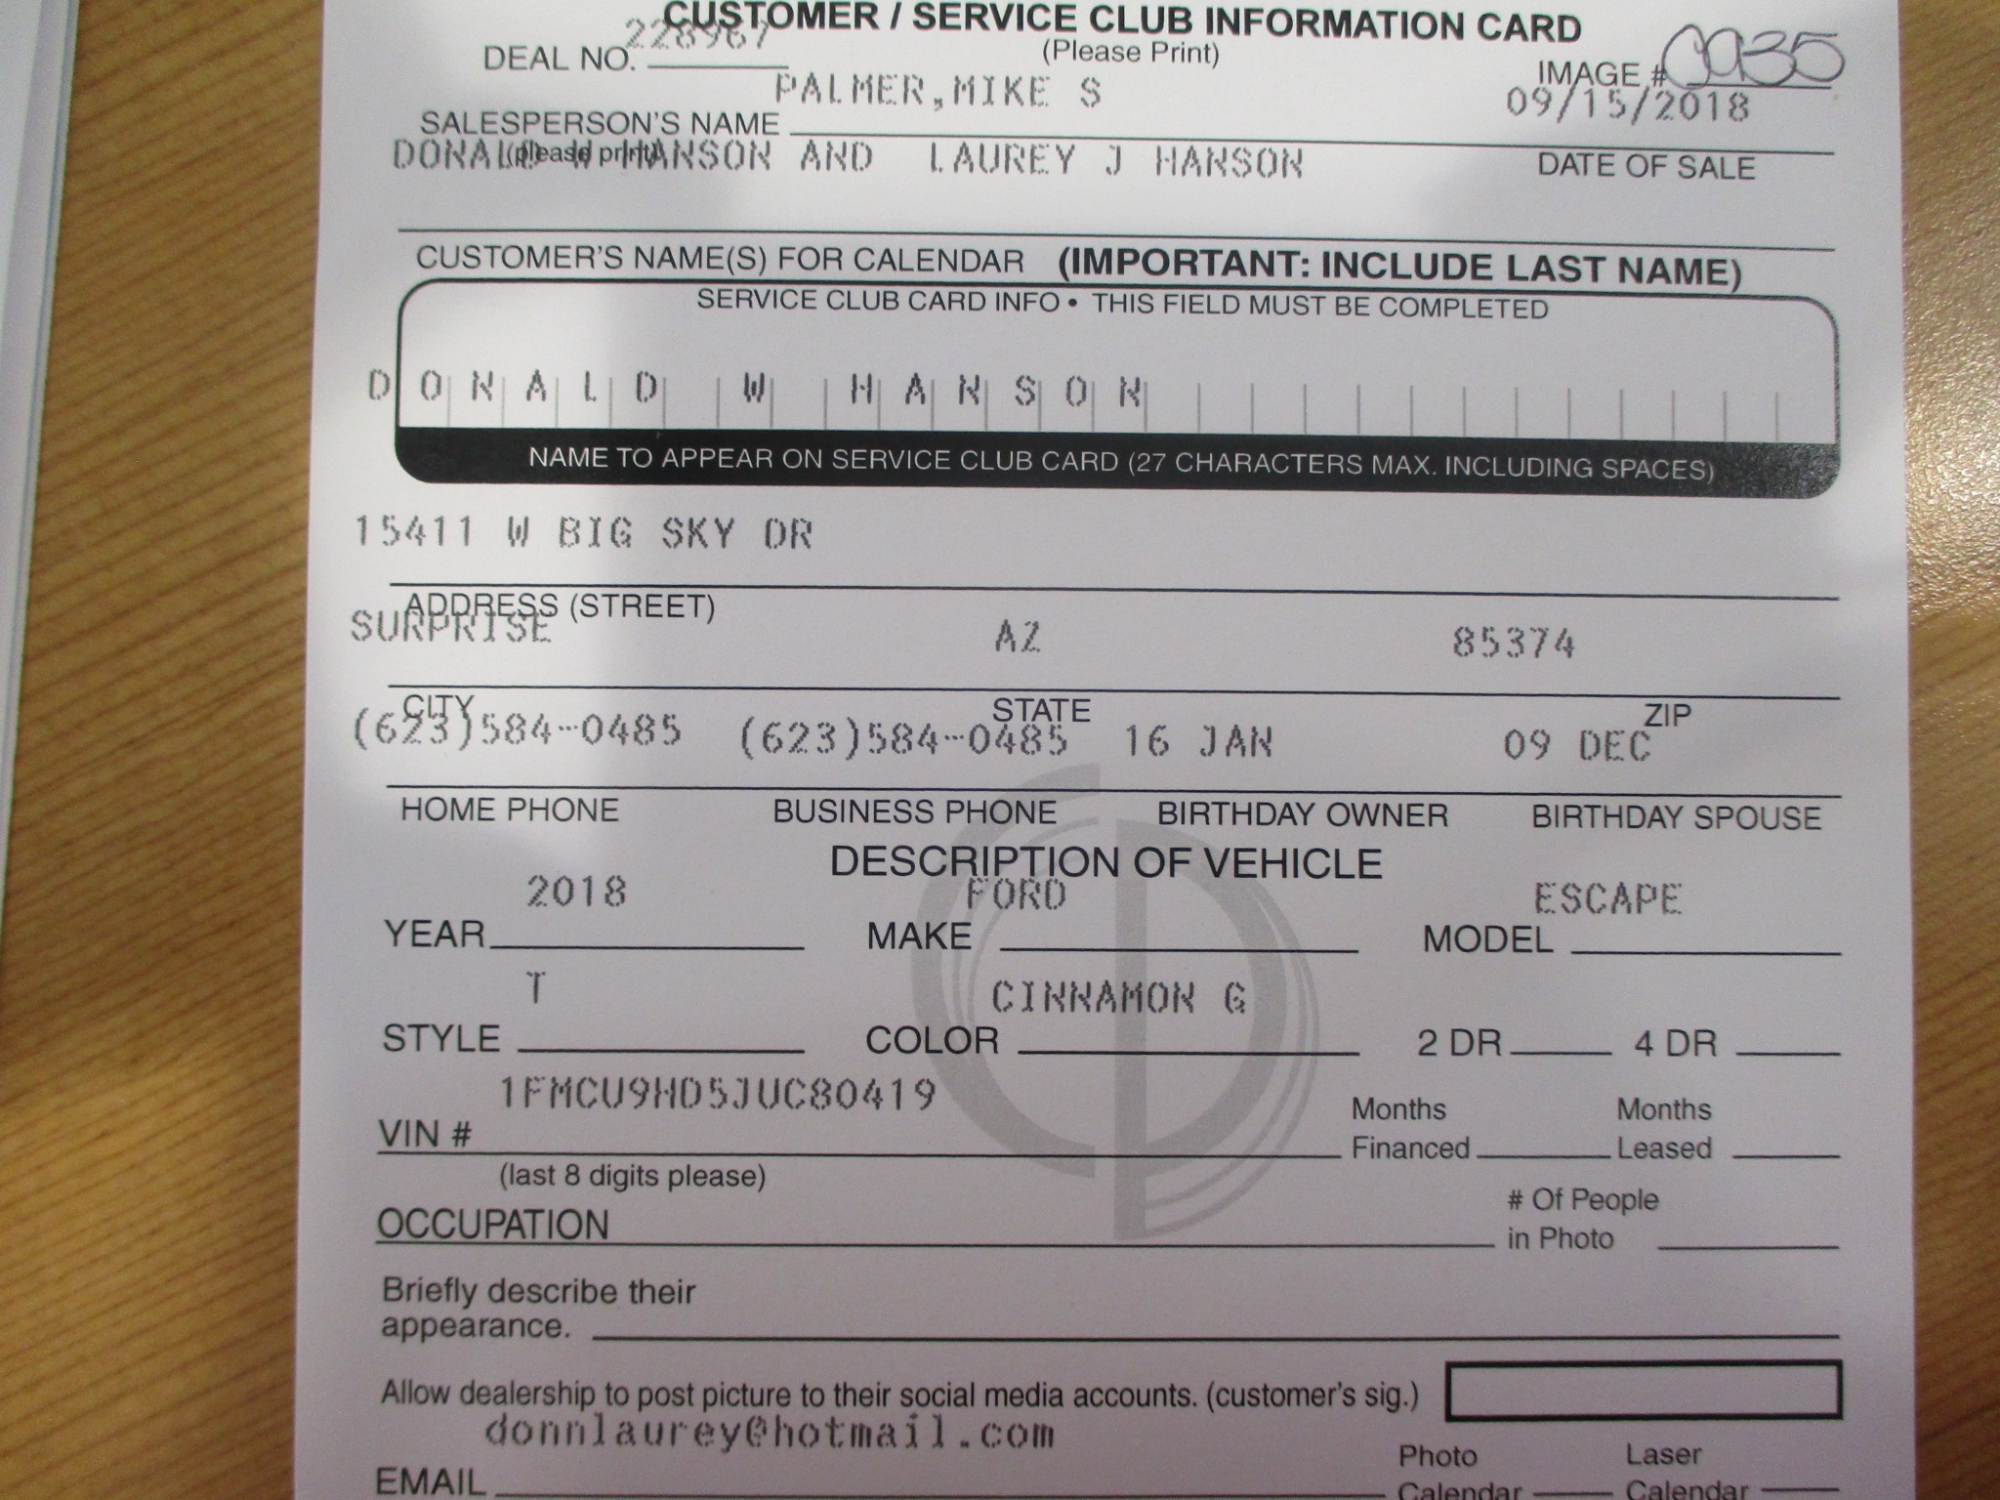 CUSTOMER / SERVICE CLUB INFORMATION CARD
228967
DEAL NO.
(Please Print)
IMAGE # 0935
PALMER,MIKE S
09/15/2018
SALESPERSON'S NAME
(please print)
DONALD W HANSON AND LAUREY J HANSON
DATE OF SALE
CUSTOMER'S NAME(S) FOR CALENDAR (IMPORTANT: INCLUDE LAST NAME)
SERVICE CLUB CARD INFO • THIS FIELD MUST BE COMPLETED
DONALD W HANSON
NAME TO APPEAR ON SERVICE CLUB CARD (27 CHARACTERS MAX. INCLUDING SPACES)
15411 W BIG SKY DR
ADDRESS (STREET)
SURPRISE AZ 85374
CITY STATE ZIP
(623)584-0485 (623)584-0485 16 JAN 09 DEC
HOME PHONE BUSINESS PHONE BIRTHDAY OWNER BIRTHDAY SPOUSE
DESCRIPTION OF VEHICLE
2018 FORD ESCAPE
YEAR MAKE MODEL
T CINNAMON G
STYLE COLOR 2 DR 4 DR
1FMCU9HD5JUC80419
VIN # Months Financed Months Leased
(last 8 digits please)
OCCUPATION # Of People in Photo
Briefly describe their
appearance.
Allow dealership to post picture to their social media accounts. (customer's sig.)
donnlaurey@hotmail.com
EMAIL Photo Calendar Laser Calendar